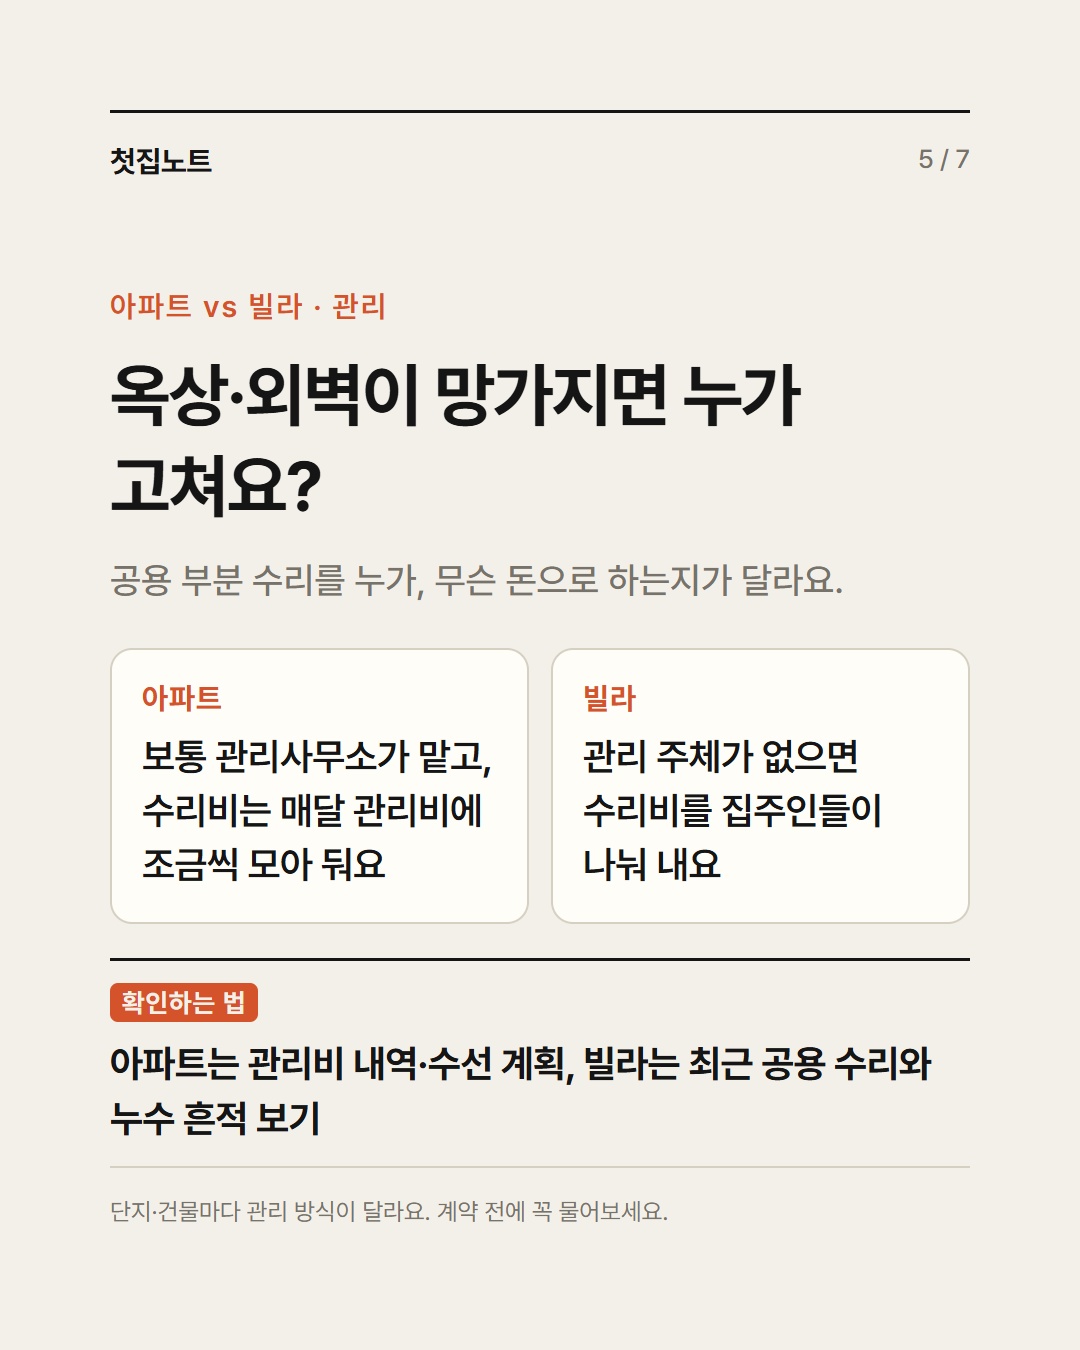 첫집노트
5 / 7
아파트 vs 빌라 · 관리
옥상·외벽이 망가지면 누가
고쳐요?
공용 부분 수리를 누가, 무슨 돈으로 하는지가 달라요.
아파트
보통 관리사무소가 맡고,
수리비는 매달 관리비에
조금씩 모아 둬요
빌라
관리 주체가 없으면
수리비를 집주인들이
나눠 내요
확인하는 법
아파트는 관리비 내역·수선 계획, 빌라는 최근 공용 수리와
누수 흔적 보기
단지·건물마다 관리 방식이 달라요. 계약 전에 꼭 물어보세요.